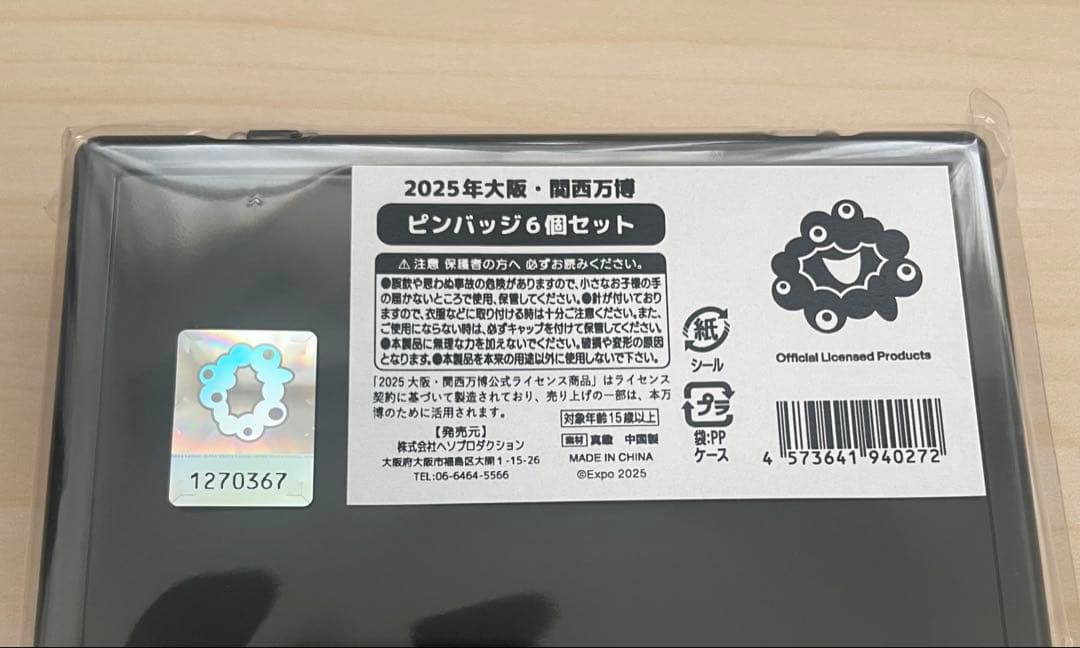 2025年大阪・関西万博
ピンバッジ6個セット
⚠注意 保護者の方へ 必ずお読みください。
●誤飲や思わぬ事故の危険がありますので、小さなお子様の手
の届かないところで使用、保管してください。●針が付いており
ますので、衣服などに取り付ける時は十分ご注意ください。また、
ご使用にならない時は、必ずキャップを付けて保管してください。
●本製品に無理な力を加えないでください。破損や変形の原因
となります。●本製品を本来の用途以外に使用しないで下さい。
「2025 大阪・関西万博公式ライセンス商品」はライセンス
契約に基づいて製造されており、売り上げの一部は、本万
博のために活用されます。
【発売元】
株式会社ヘソプロダクション
大阪府大阪市福島区大開1-15-26
TEL:06-6464-5566
対象年齢15歳以上
素材 真鍮 中国製
MADE IN CHINA
©Expo 2025
紙
シール
プラ
袋:PP
ケース
Official Licensed Products
4 573641 940272
1270367